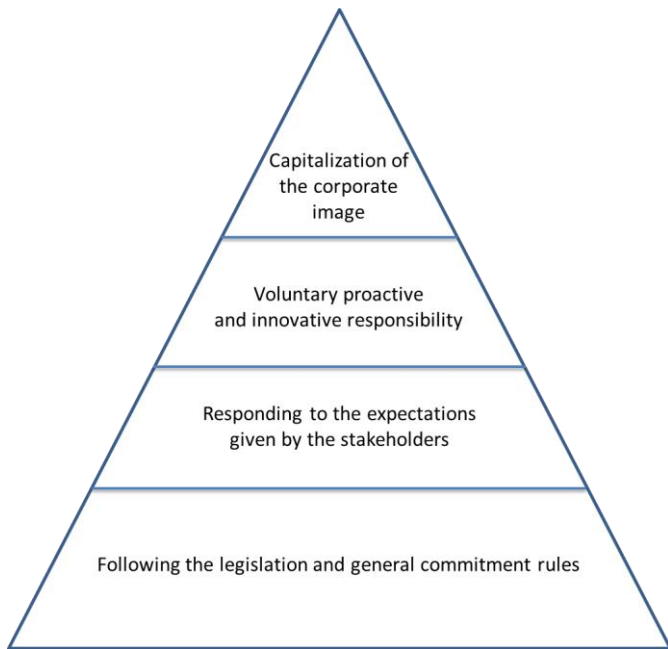 Capitalization of
the corporate
image
Voluntary proactive
and innovative responsibility
Responding to the expectations
given by the stakeholders
Following the legislation and general commitment rules